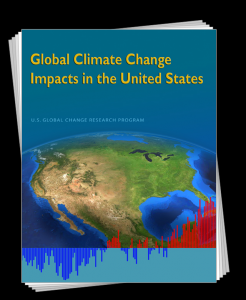 Global Climate Change
Impacts in the United States
U.S. GLOBAL CHANGE RESEARCH PROGRAM